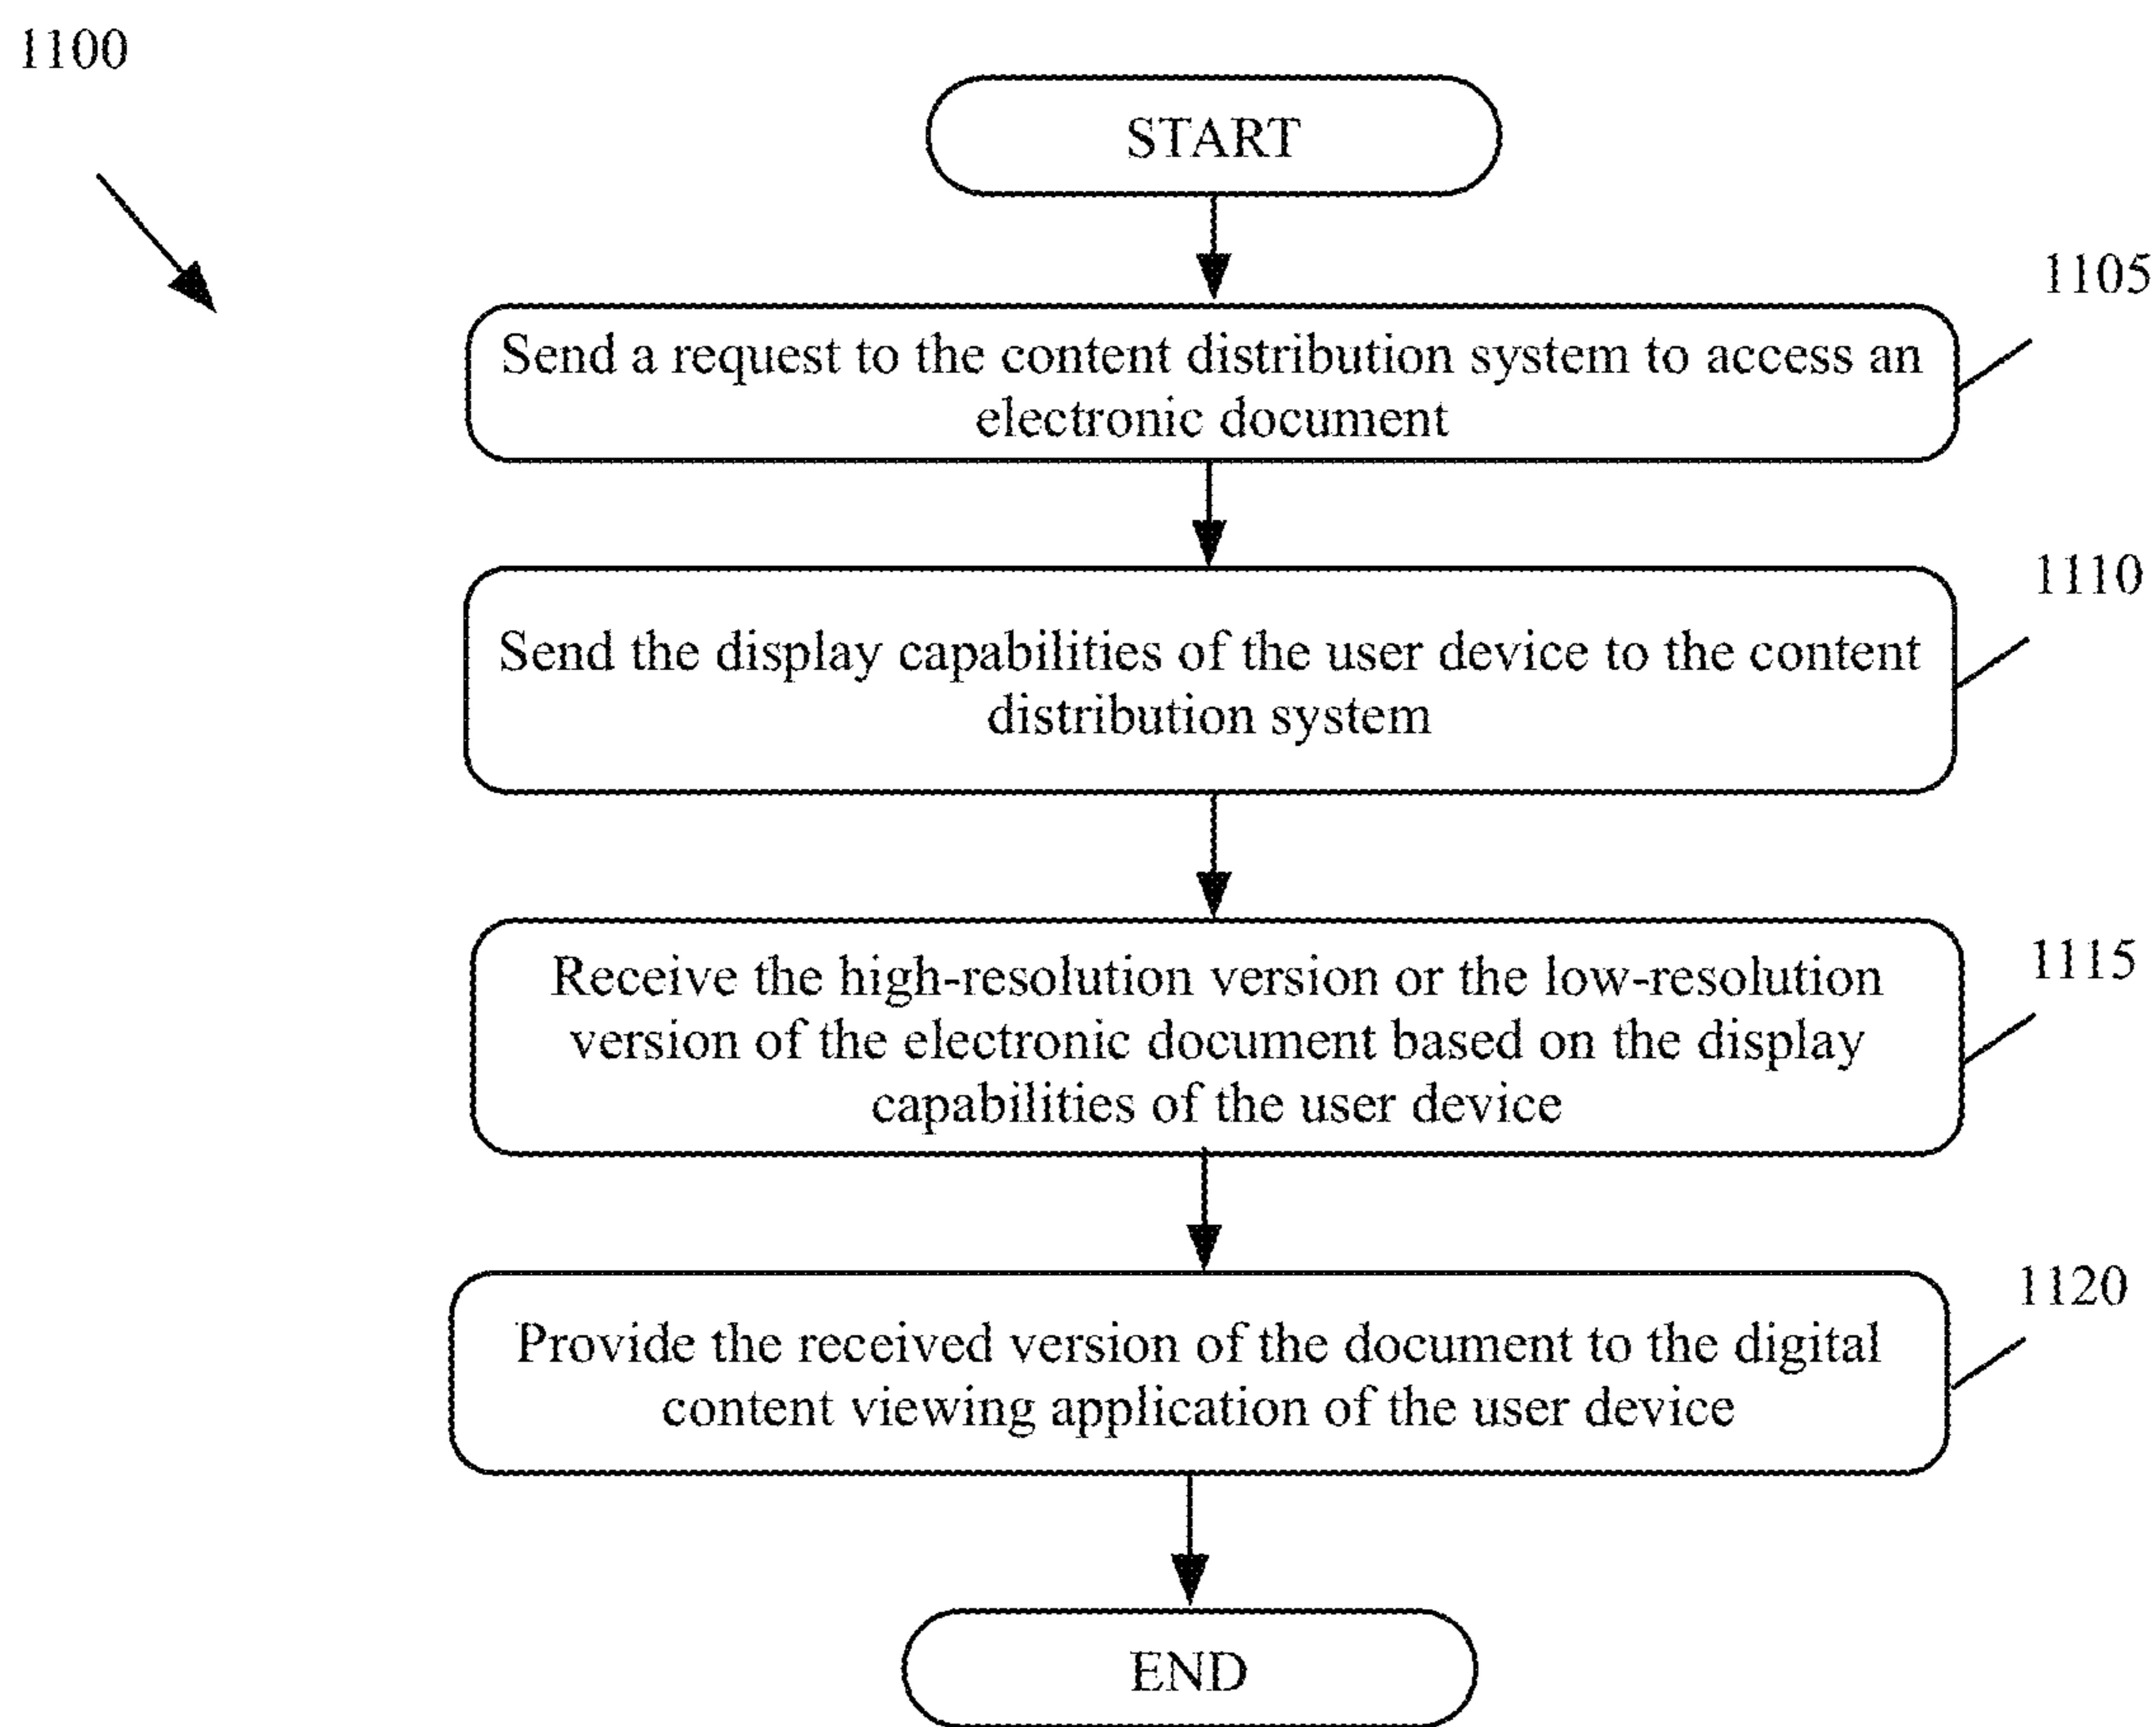 1100
START
1105
Send a request to the content distribution system to access an
electronic document
1110
Send the display capabilities of the user device to the content
distribution system
1115
Receive the high-resolution version or the low-resolution
version of the electronic document based on the display
capabilities of the user device
1120
Provide the received version of the document to the digital
content viewing application of the user device
END